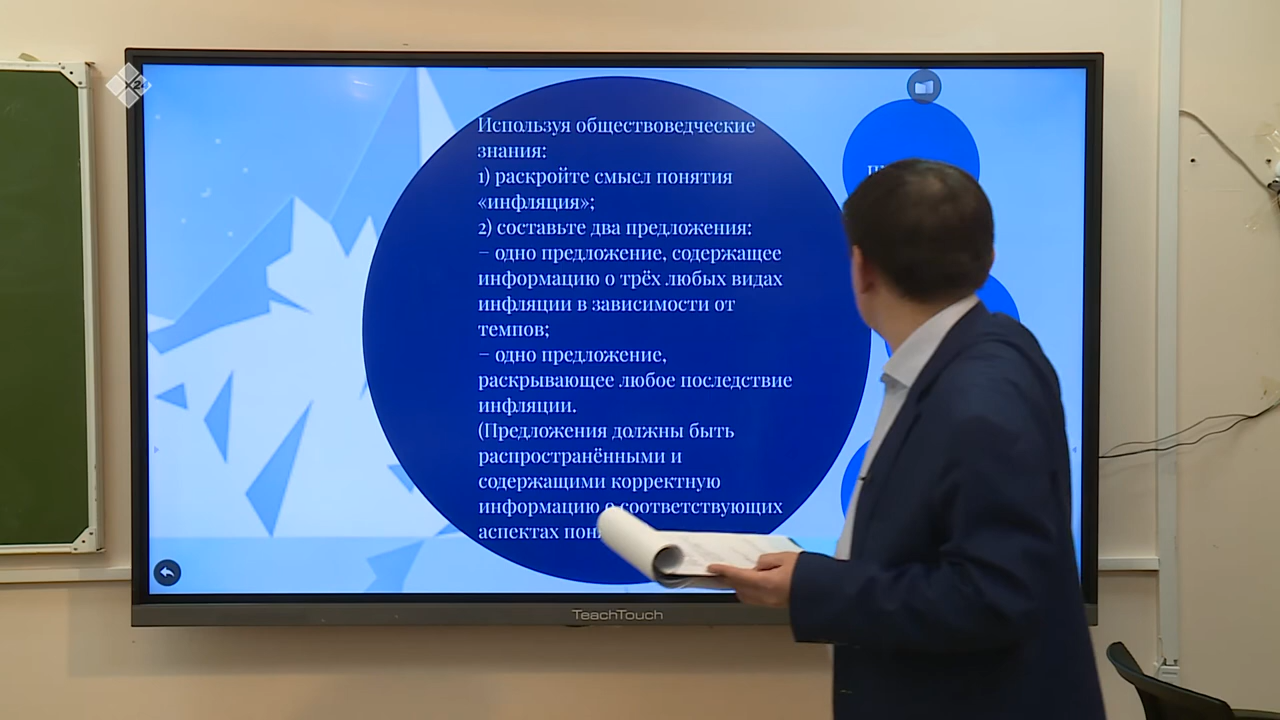 Используя обществоведческие
знания:
1) раскройте смысл понятия
«инфляция»;
2) составьте два предложения:
– одно предложение, содержащее
информацию о трёх любых видах
инфляции в зависимости от
темпов;
– одно предложение,
раскрывающее любое последствие
инфляции.
(Предложения должны быть
распространёнными и
содержащими корректную
информацию о соответствующих
аспектах
TeachTouch